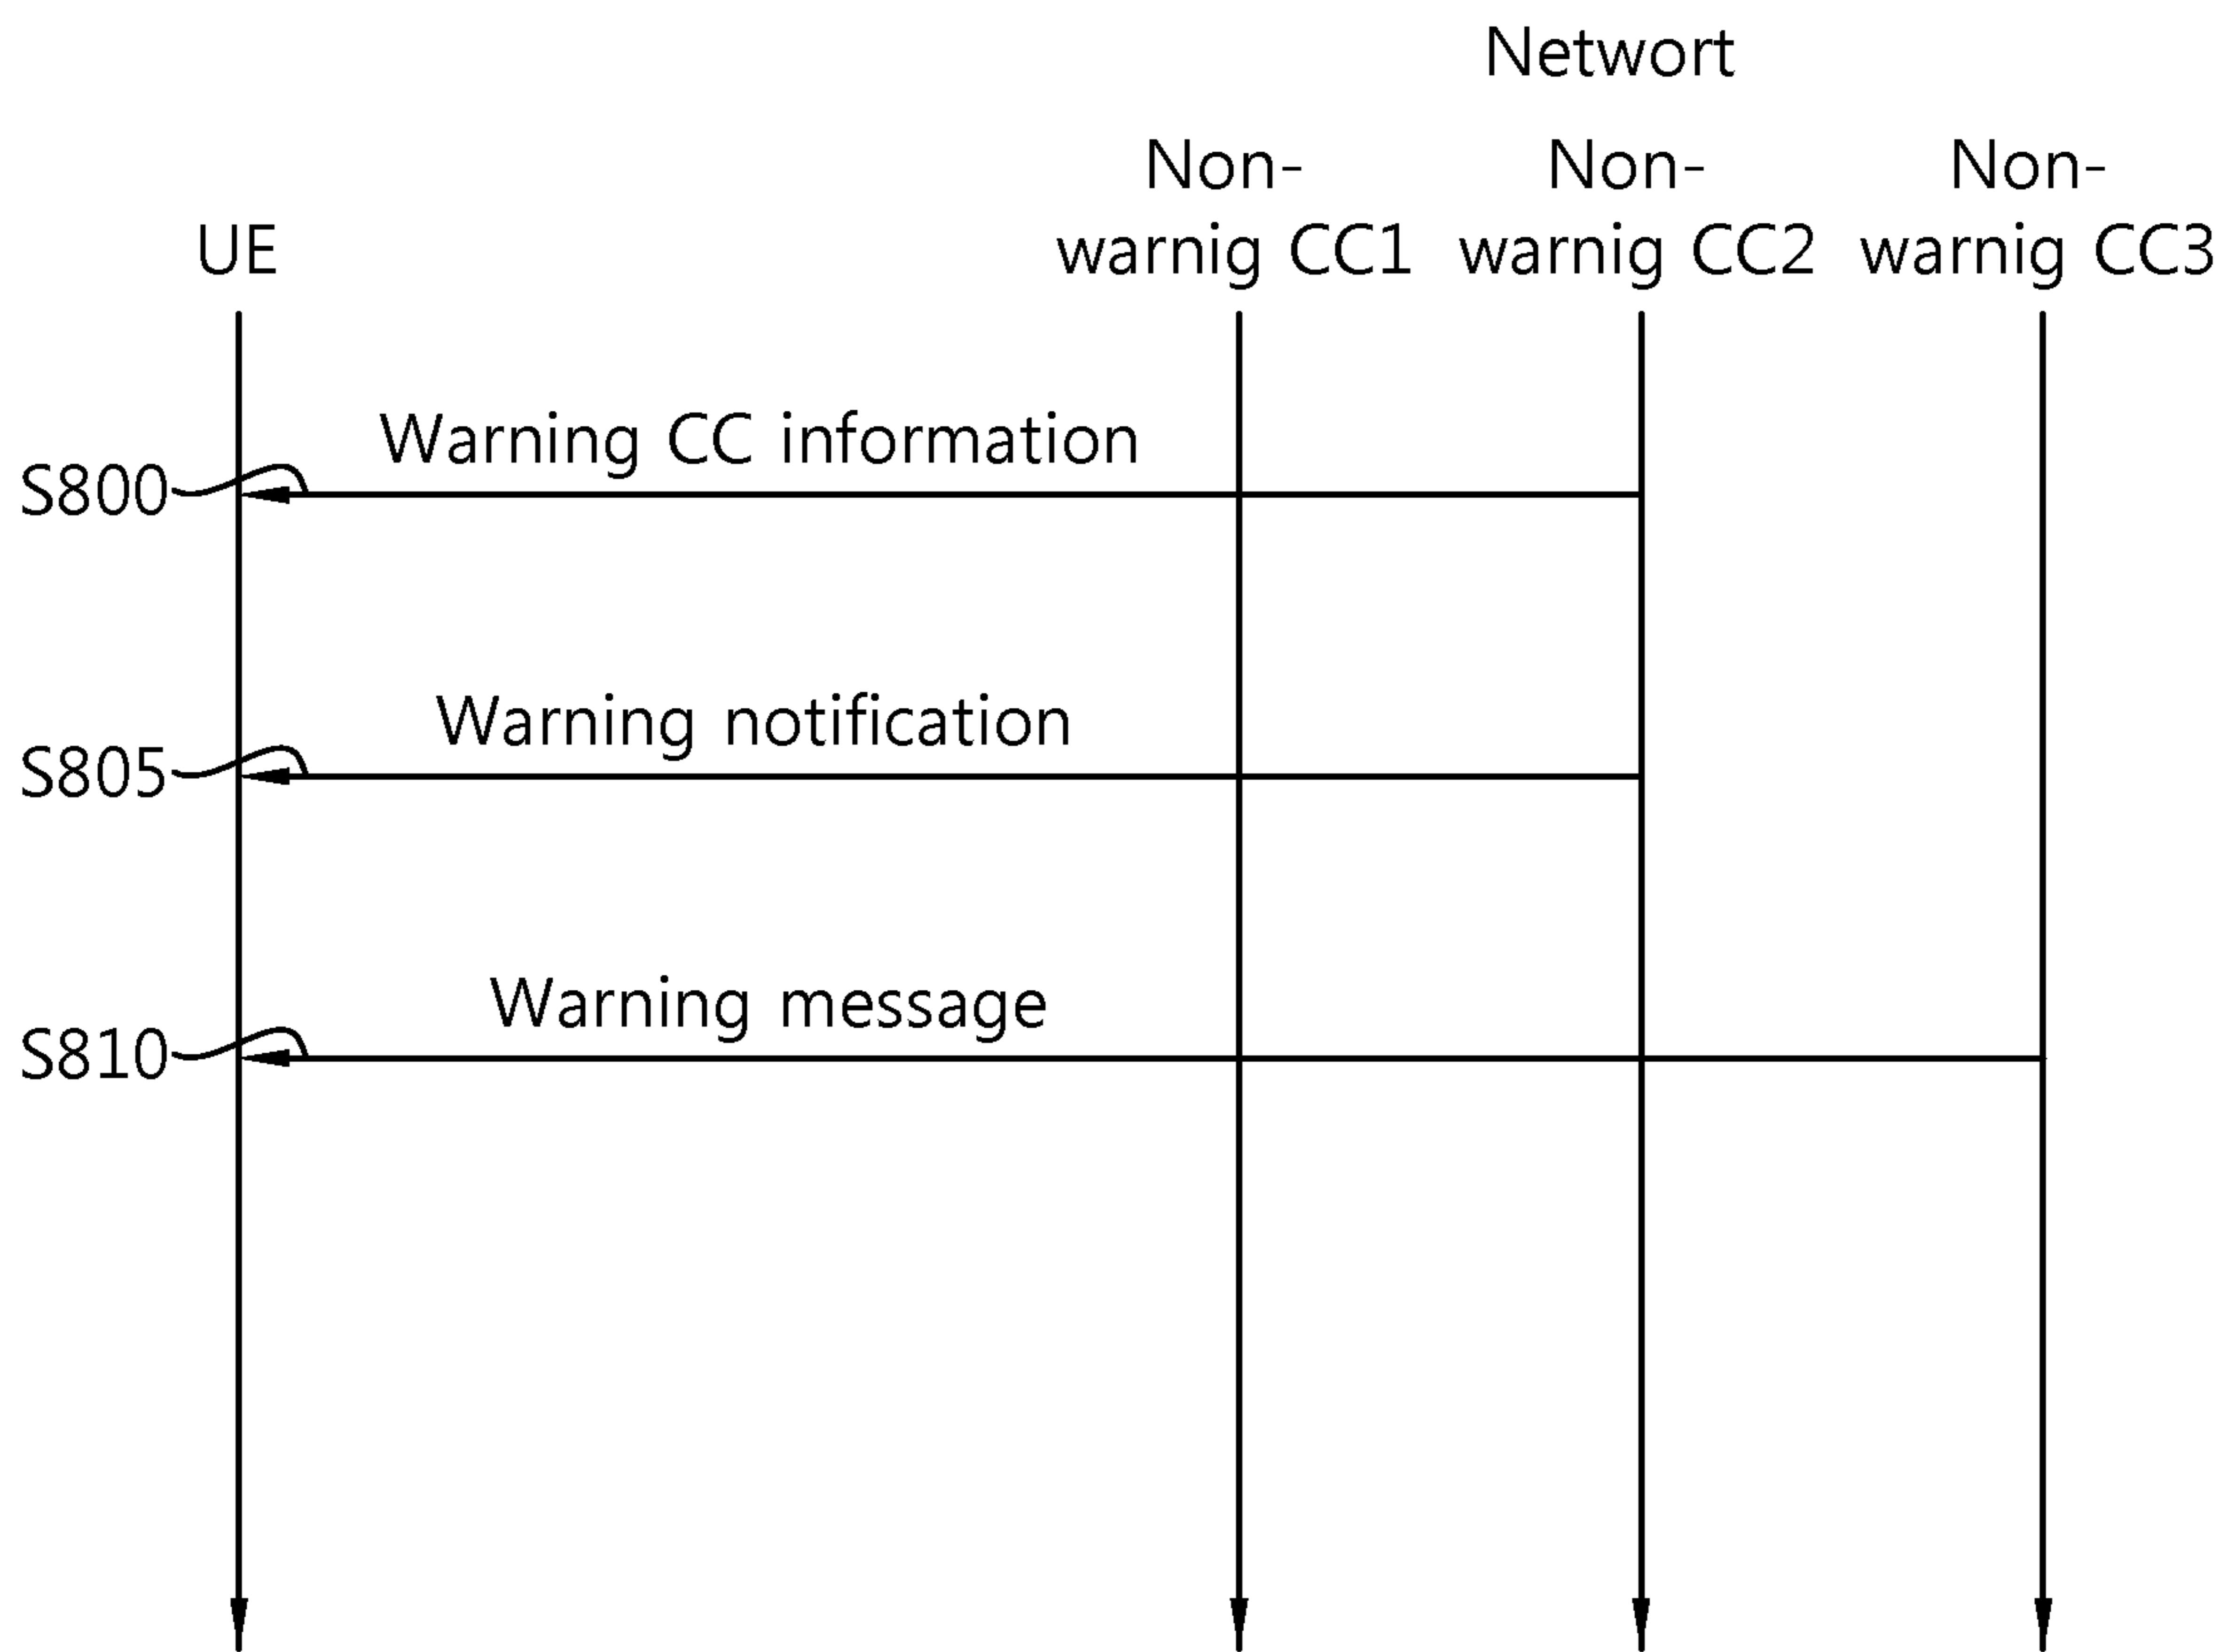 Networt
Non-
warnig CC1
Non-
warnig CC2
Non-
warnig CC3
UE
Warning CC information
S800
Warning notification
S805
Warning message
S810